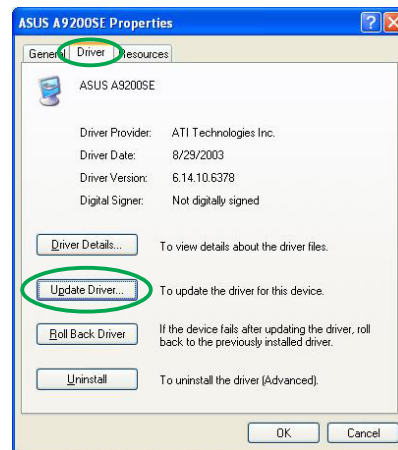 ASUS A9200SE Properties
General Driver Resources
ASUS A9200SE
Driver Provider: ATI Technologies Inc.
Driver Date: 8/29/2003
Driver Version: 6.14.10.6378
Digital Signer: Not digitally signed
Driver Details... To view details about the driver files.
Update Driver... To update the driver for this device.
Roll Back Driver If the device fails after updating the driver, roll
back to the previously installed driver.
Uninstall To uninstall the driver (Advanced).
OK Cancel